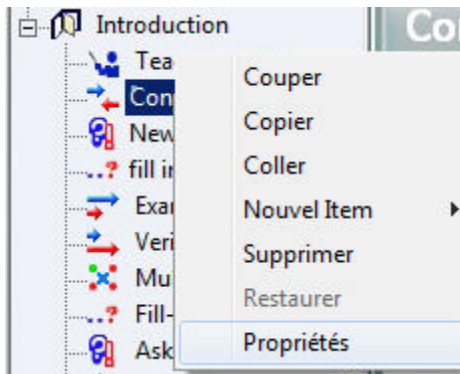 Introduction
Co
Tea
Con
New
fill i
Exa
Veri
Mu
Fill-
Ask
Couper
Copier
Coller
Nouvel Item
Supprimer
Restaurer
Propriétés